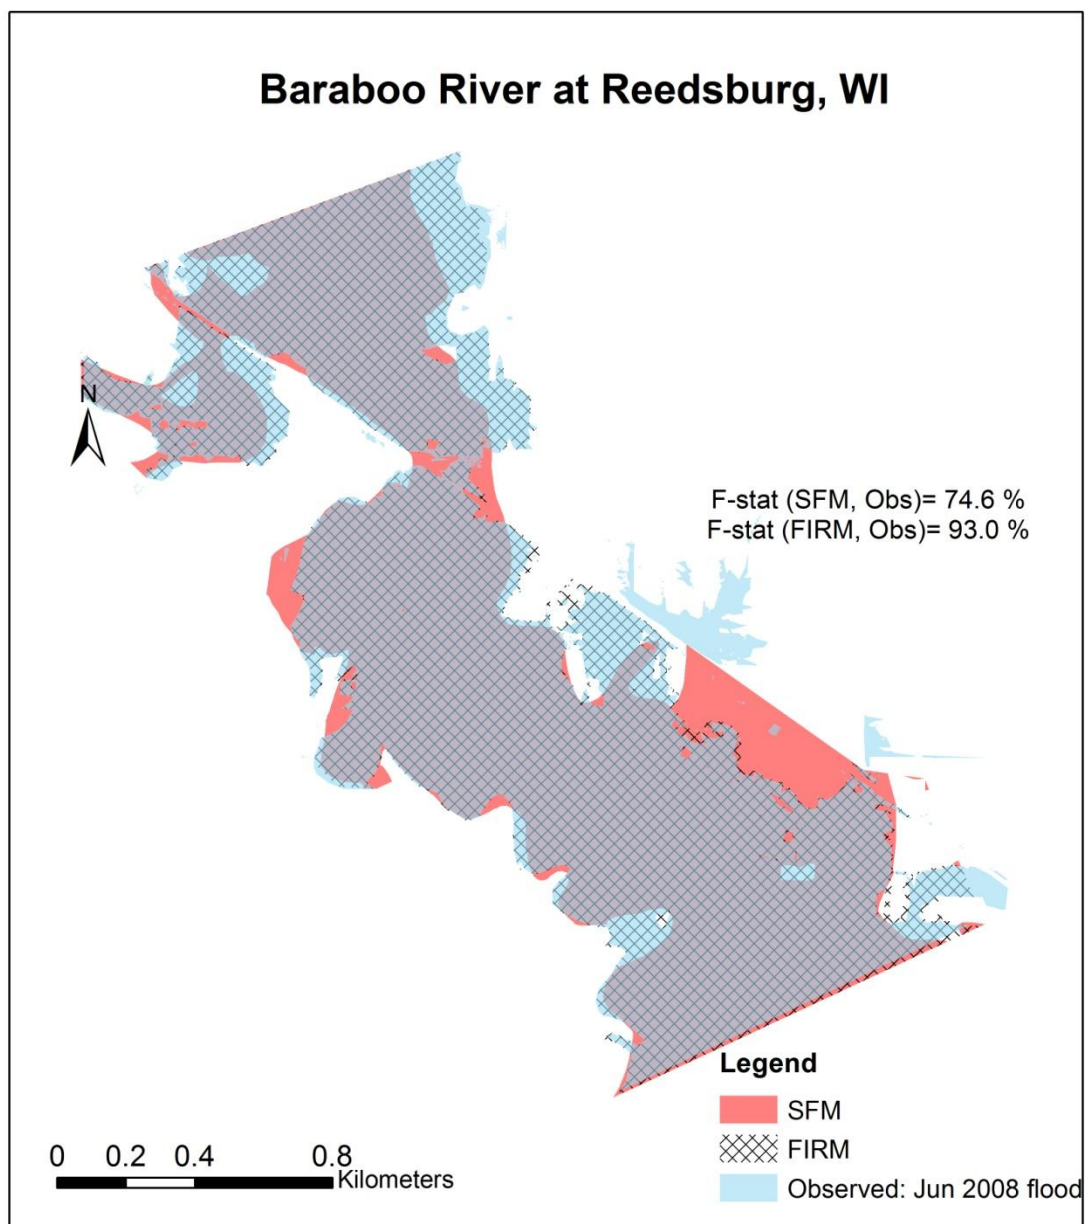 Baraboo River at Reedsburg, WI
N
F-stat (SFM, Obs)= 74.6 %
F-stat (FIRM, Obs)= 93.0 %
Legend
SFM
FIRM
Observed: Jun 2008 flood
0 0.2 0.4 0.8
Kilometers